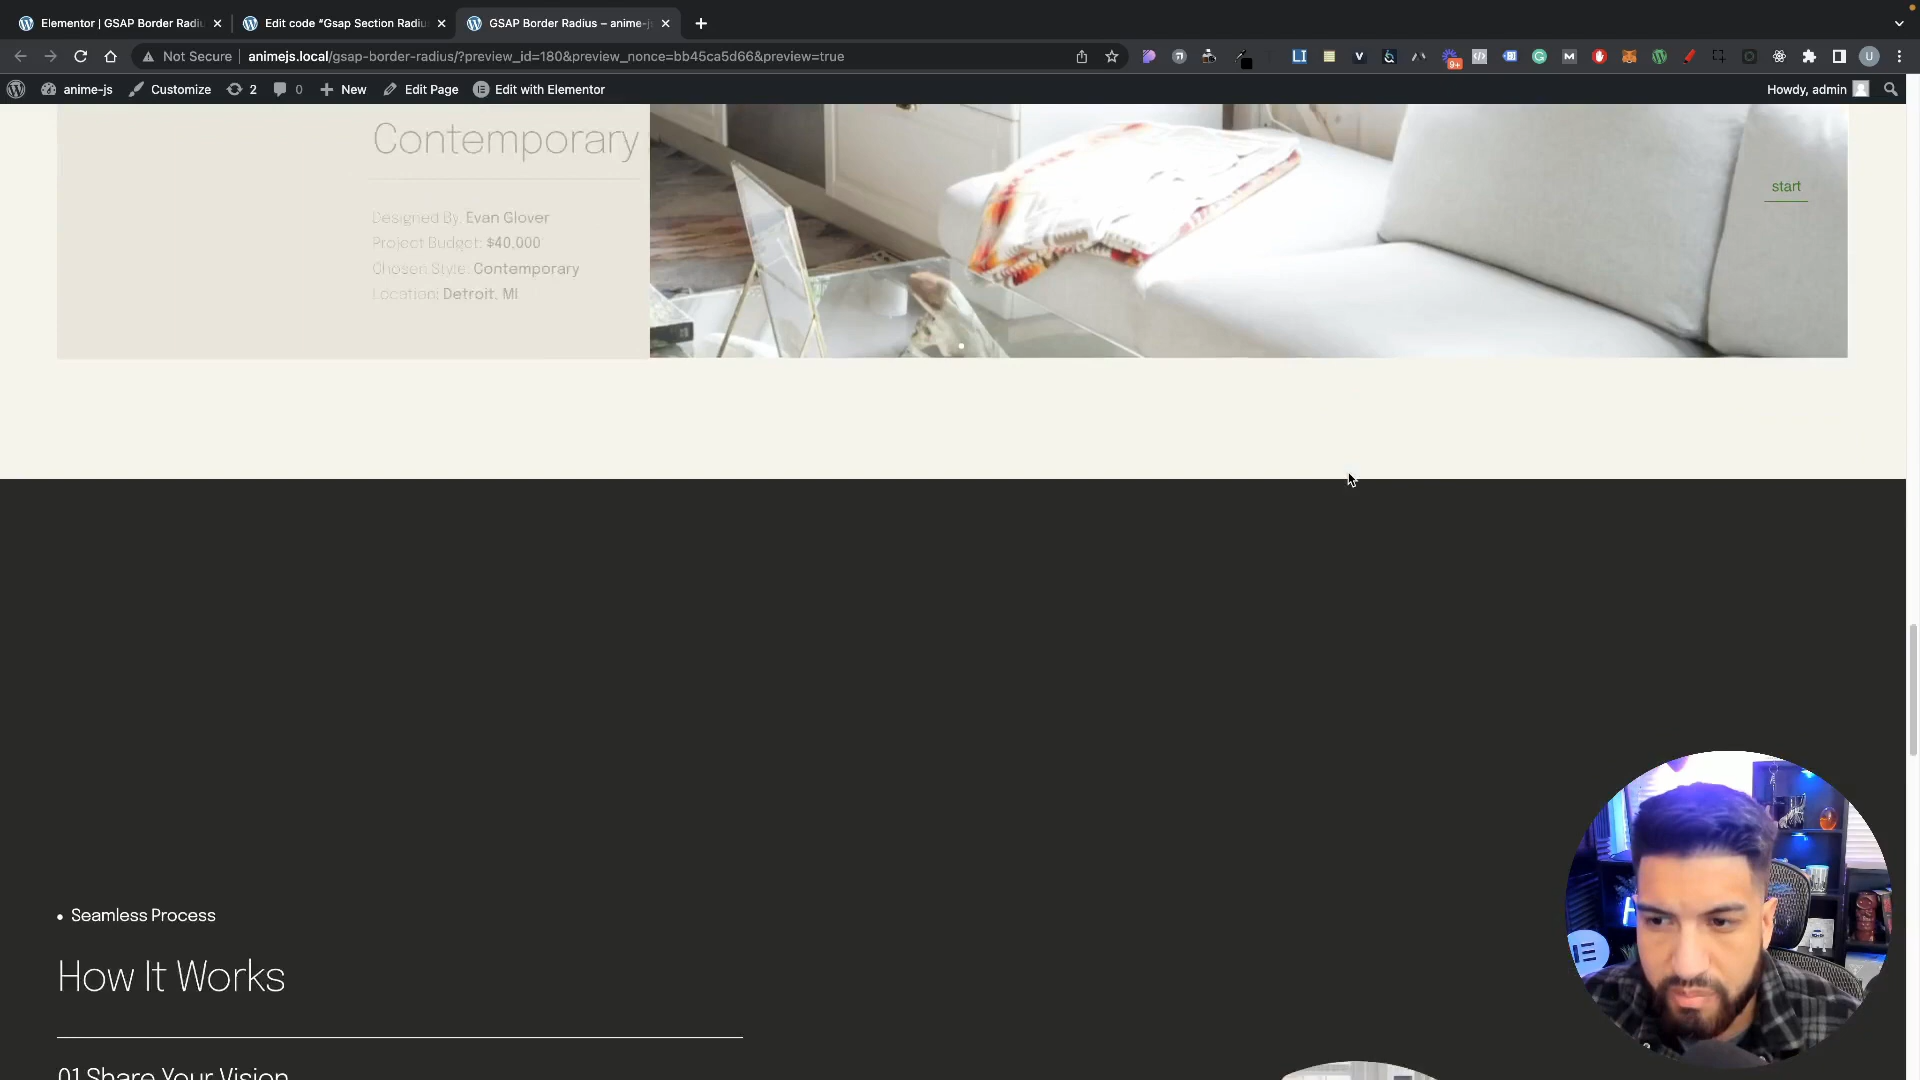 Elementor | GSAP Border Radi
Edit code "Gsap Section Radiu
GSAP Border Radius – anime-j
Not Secure
animejs.local/gsap-border-radius/?preview_id=180&preview_nonce=bb45ca5d66&preview=true
9+
anime-js
Customize
2
0
New
Edit Page
Edit with Elementor
Howdy, admin
Contemporary
start
Designed By: Evan Glover
Project Budget: $40,000
Chosen Style: Contemporary
Location: Detroit, MI
• Seamless Process
How It Works
01 Share Your Vision